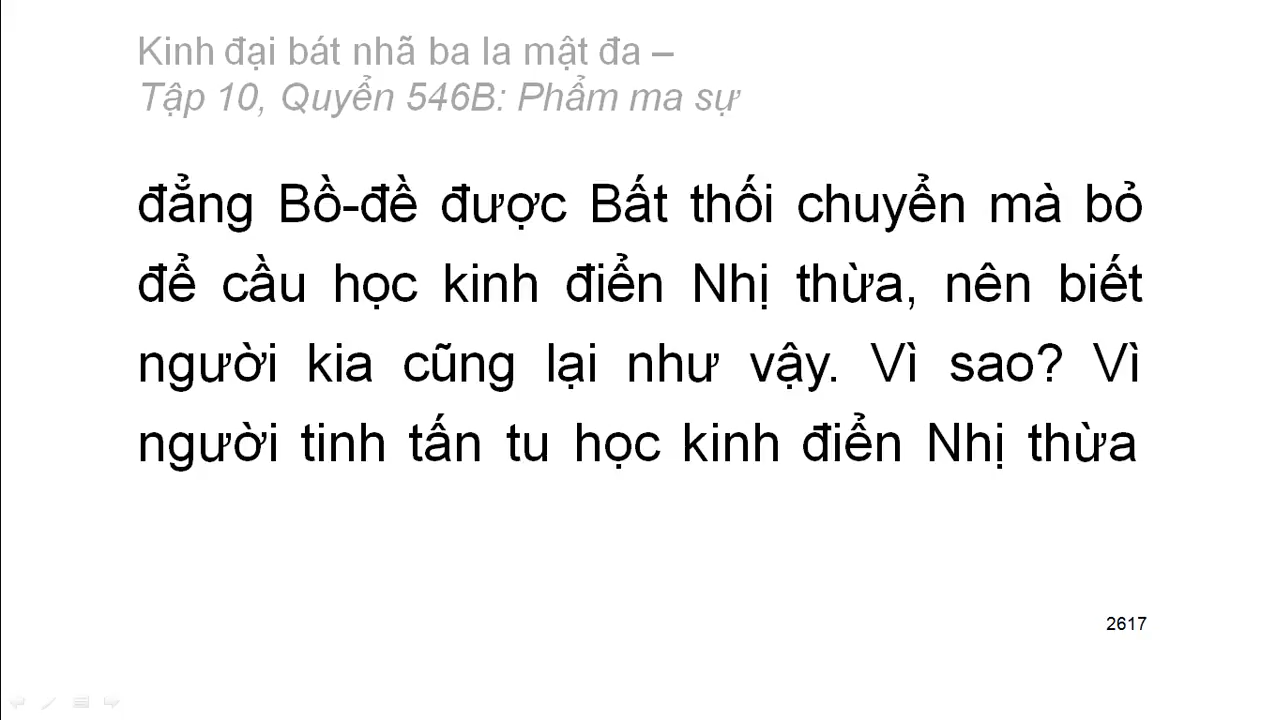 Kinh đại bát nhã ba la mật đa –
Tập 10, Quyển 546B: Phẩm ma sự
đẳng Bồ-đề được Bất thối chuyển mà bỏ
để cầu học kinh điển Nhị thừa, nên biết
người kia cũng lại như vậy. Vì sao? Vì
người tinh tấn tu học kinh điển Nhị thừa
2617